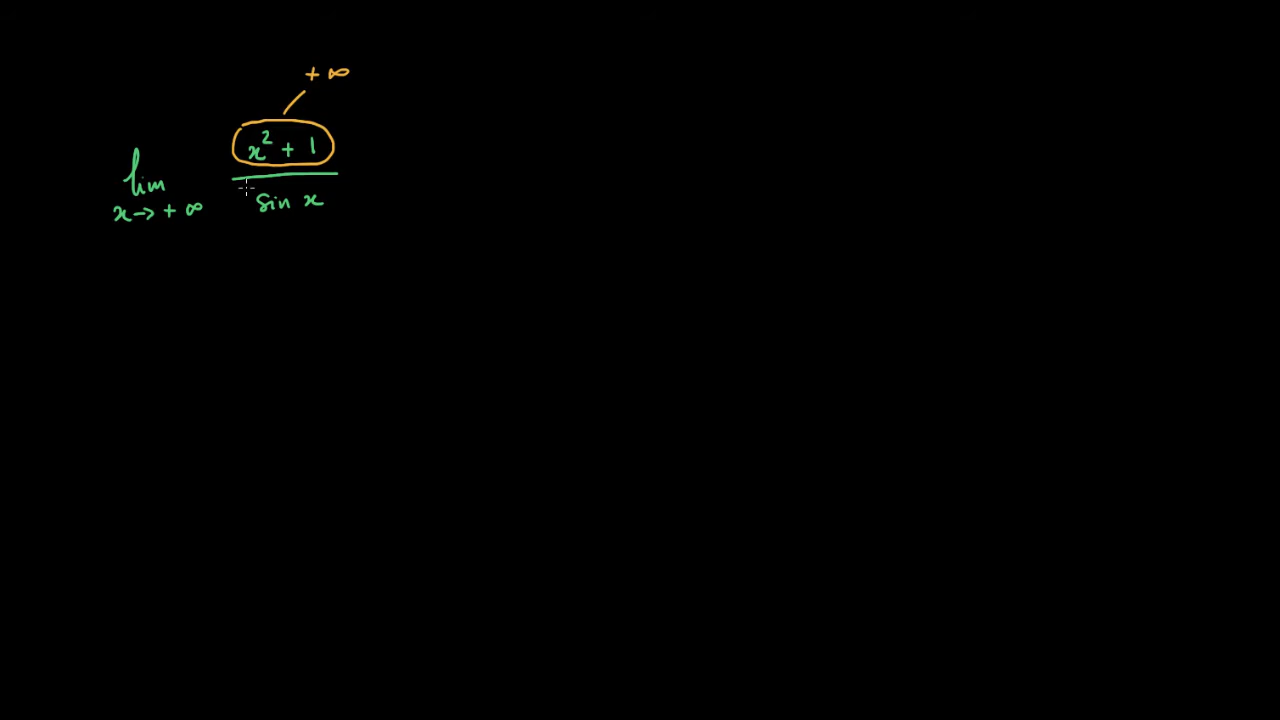 + ∞
x² + 1
lim
sin x
x → + ∞